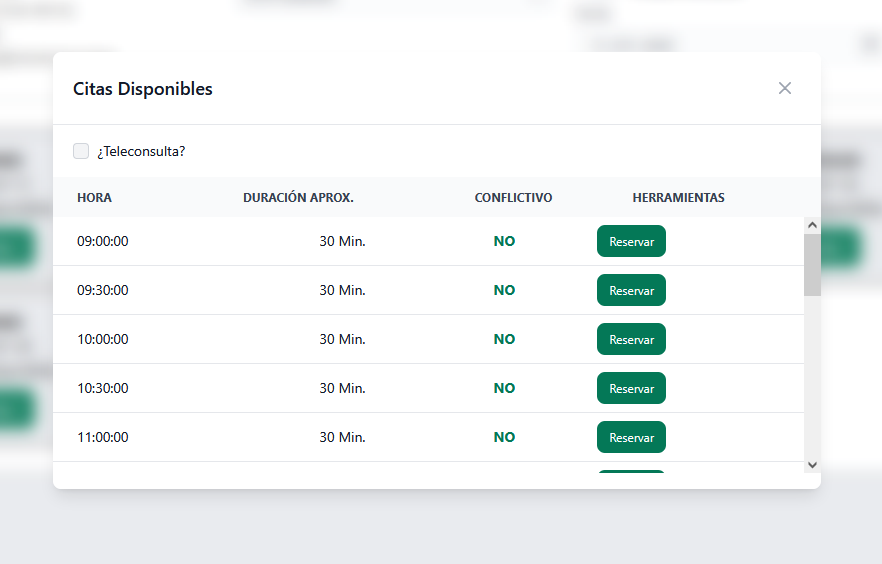 Citas Disponibles
¿Teleconsulta?
HORA DURACIÓN APROX. CONFLICTIVO HERRAMIENTAS
09:00:00 30 Min. NO Reservar
09:30:00 30 Min. NO Reservar
10:00:00 30 Min. NO Reservar
10:30:00 30 Min. NO Reservar
11:00:00 30 Min. NO Reservar